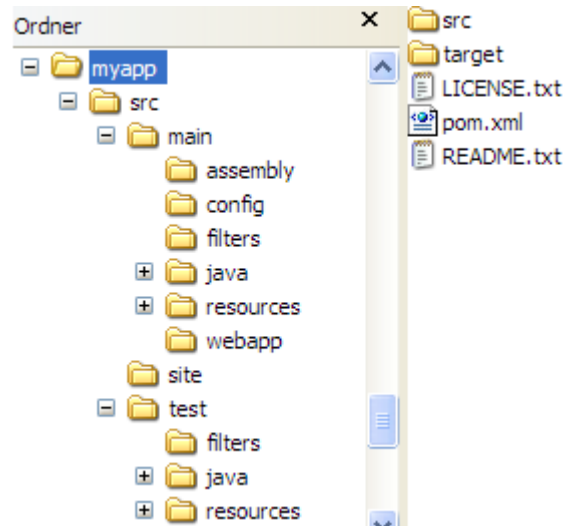 Ordner
myapp
src
main
assembly
config
filters
java
resources
webapp
site
test
filters
java
resources
src
target
LICENSE.txt
pom.xml
README.txt